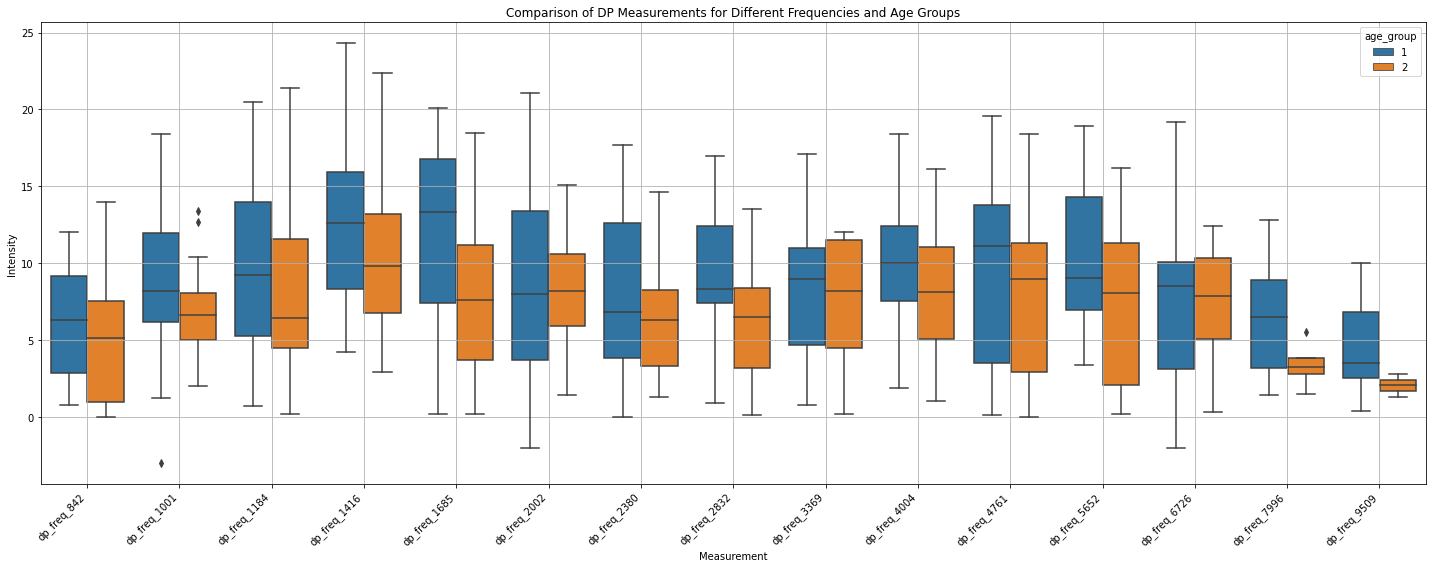 Comparison of DP Measurements for Different Frequencies and Age Groups
age_group
1
2
Intensity
25
20
15
10
5
0
dp_freq_842
dp_freq_1001
dp_freq_1184
dp_freq_1416
dp_freq_1685
dp_freq_2002
dp_freq_2380
dp_freq_2832
dp_freq_3369
dp_freq_4004
dp_freq_4761
dp_freq_5652
dp_freq_6726
dp_freq_7996
dp_freq_9509
Measurement